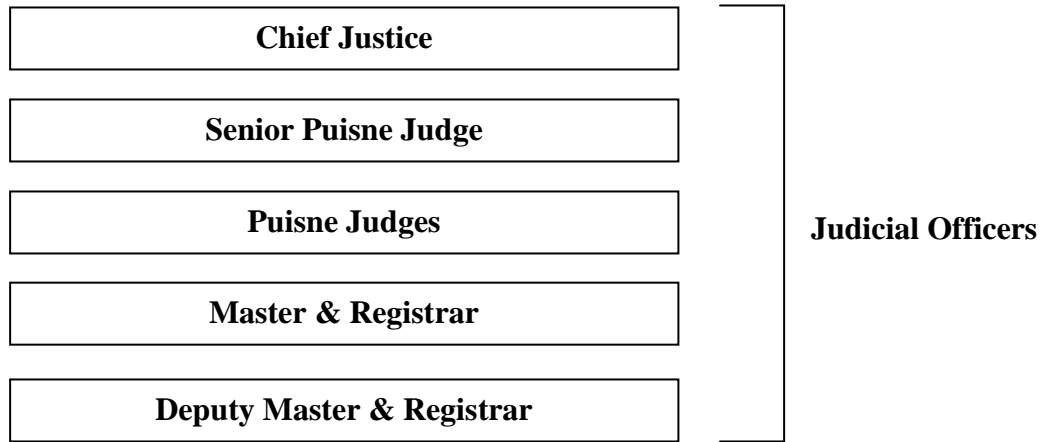 Chief Justice
Senior Puisne Judge
Puisne Judges
Judicial Officers
Master & Registrar
Deputy Master & Registrar